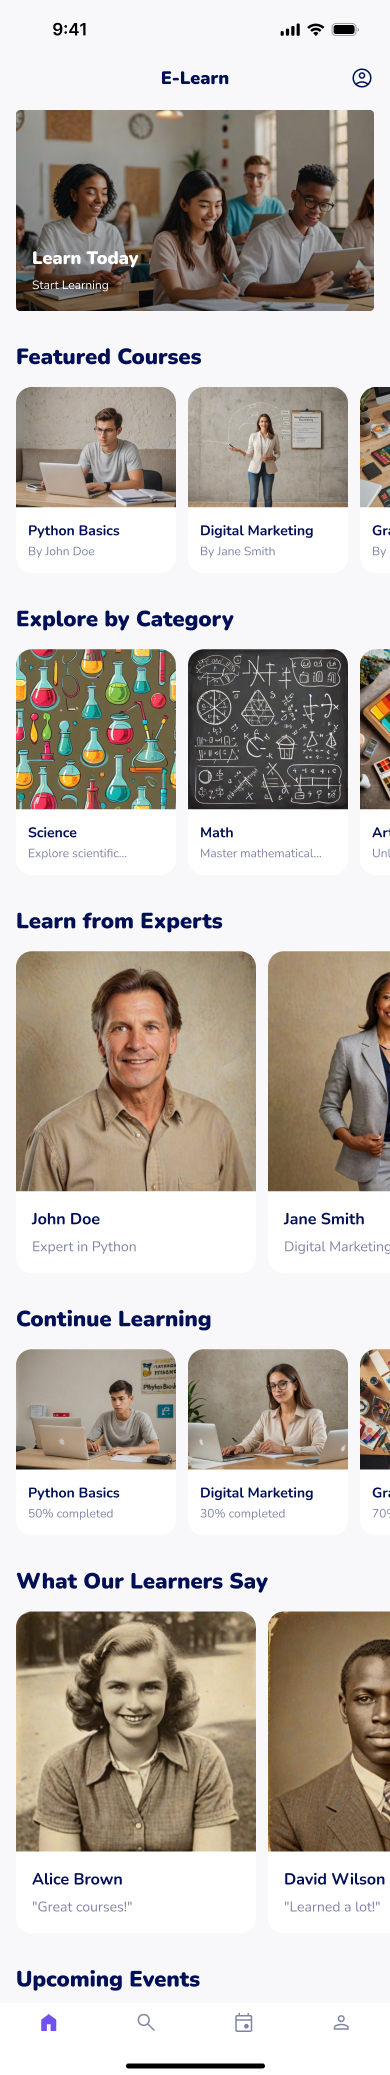 9:41
E-Learn
Learn Today
Start Learning
Featured Courses
Python Basics
By John Doe
Digital Marketing
By Jane Smith
Gra
By
Explore by Category
Science
Explore scientific...
Math
Master mathematical...
Art
Unl
Learn from Experts
John Doe
Expert in Python
Jane Smith
Digital Marketing
Continue Learning
Python Basics
50% completed
Digital Marketing
30% completed
Gra
70%
What Our Learners Say
Alice Brown
"Great courses!"
David Wilson
"Learned a lot!"
Upcoming Events